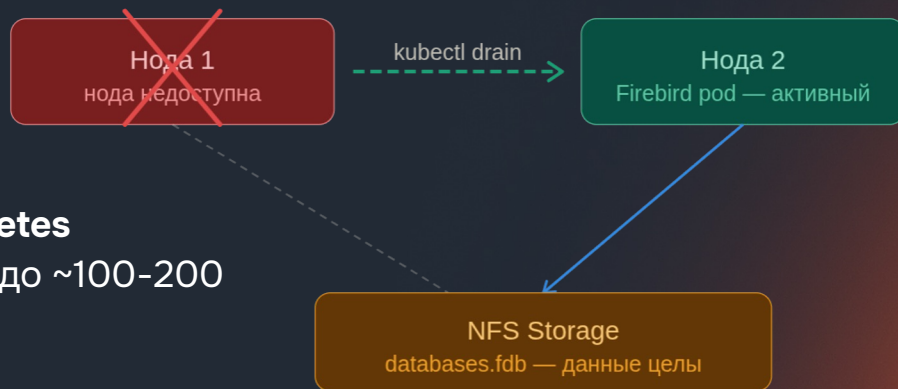 Нода 1
нода недоступна
kubectl drain
Нода 2
Firebird pod — активный
etes
до ~100-200
NFS Storage
databases.fdb — данные целы